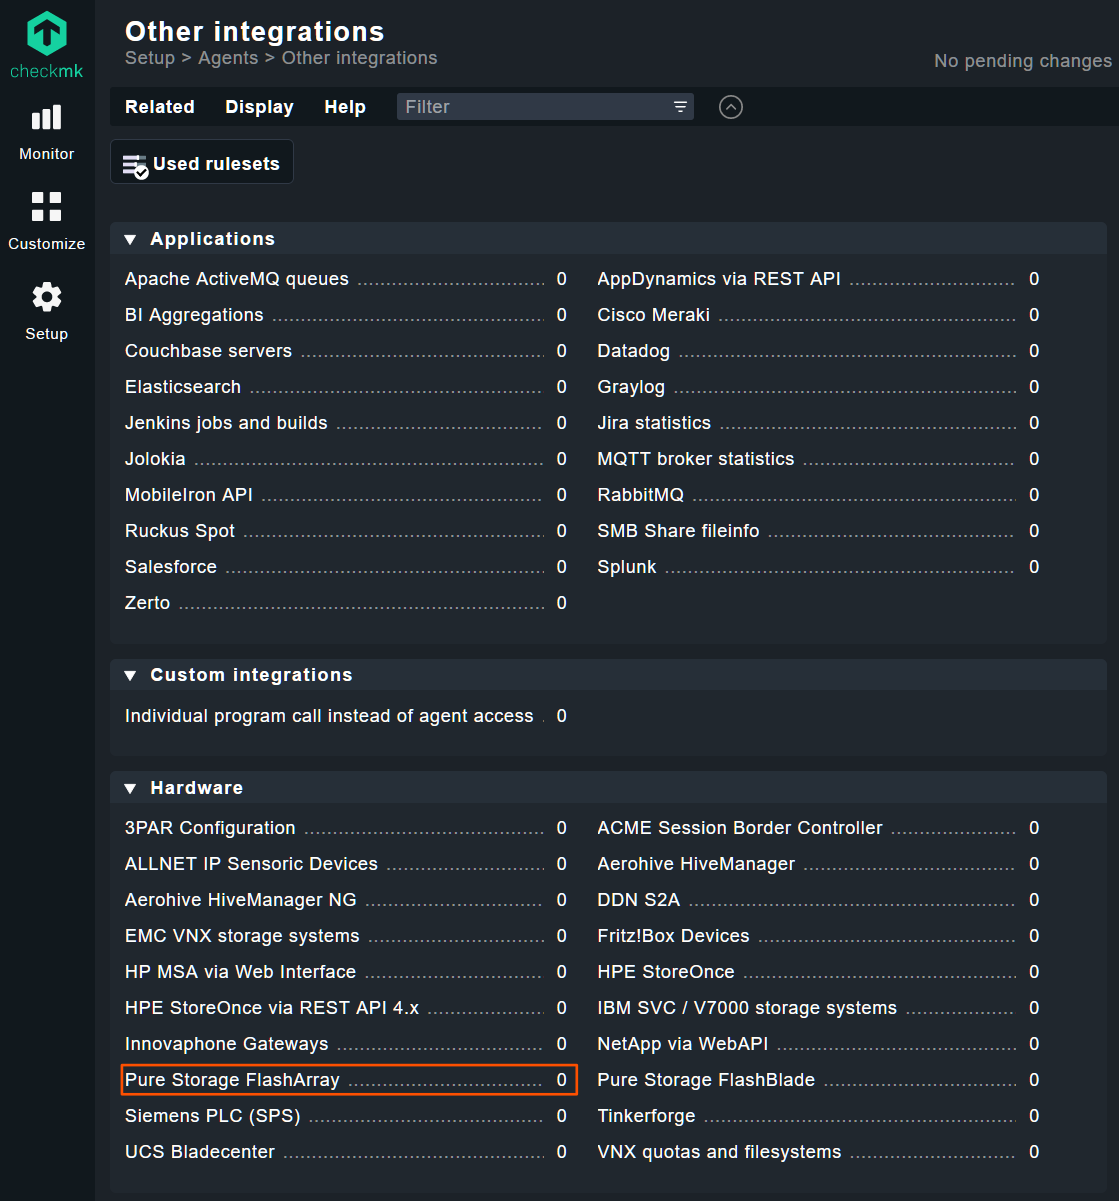 Other integrations
Setup > Agents > Other integrations
No pending changes
checkmk
Monitor
Customize
Setup
Related Display Help Filter
Used rulesets
Applications
Apache ActiveMQ queues 0 AppDynamics via REST API 0
BI Aggregations 0 Cisco Meraki 0
Couchbase servers 0 Datadog 0
Elasticsearch 0 Graylog 0
Jenkins jobs and builds 0 Jira statistics 0
Jolokia 0 MQTT broker statistics 0
MobileIron API 0 RabbitMQ 0
Ruckus Spot 0 SMB Share fileinfo 0
Salesforce 0 Splunk 0
Zerto 0
Custom integrations
Individual program call instead of agent access 0
Hardware
3PAR Configuration 0 ACME Session Border Controller 0
ALLNET IP Sensoric Devices 0 Aerohive HiveManager 0
Aerohive HiveManager NG 0 DDN S2A 0
EMC VNX storage systems 0 Fritz!Box Devices 0
HP MSA via Web Interface 0 HPE StoreOnce 0
HPE StoreOnce via REST API 4.x 0 IBM SVC / V7000 storage systems 0
Innovaphone Gateways 0 NetApp via WebAPI 0
Pure Storage FlashArray 0 Pure Storage FlashBlade 0
Siemens PLC (SPS) 0 Tinkerforge 0
UCS Bladecenter 0 VNX quotas and filesystems 0